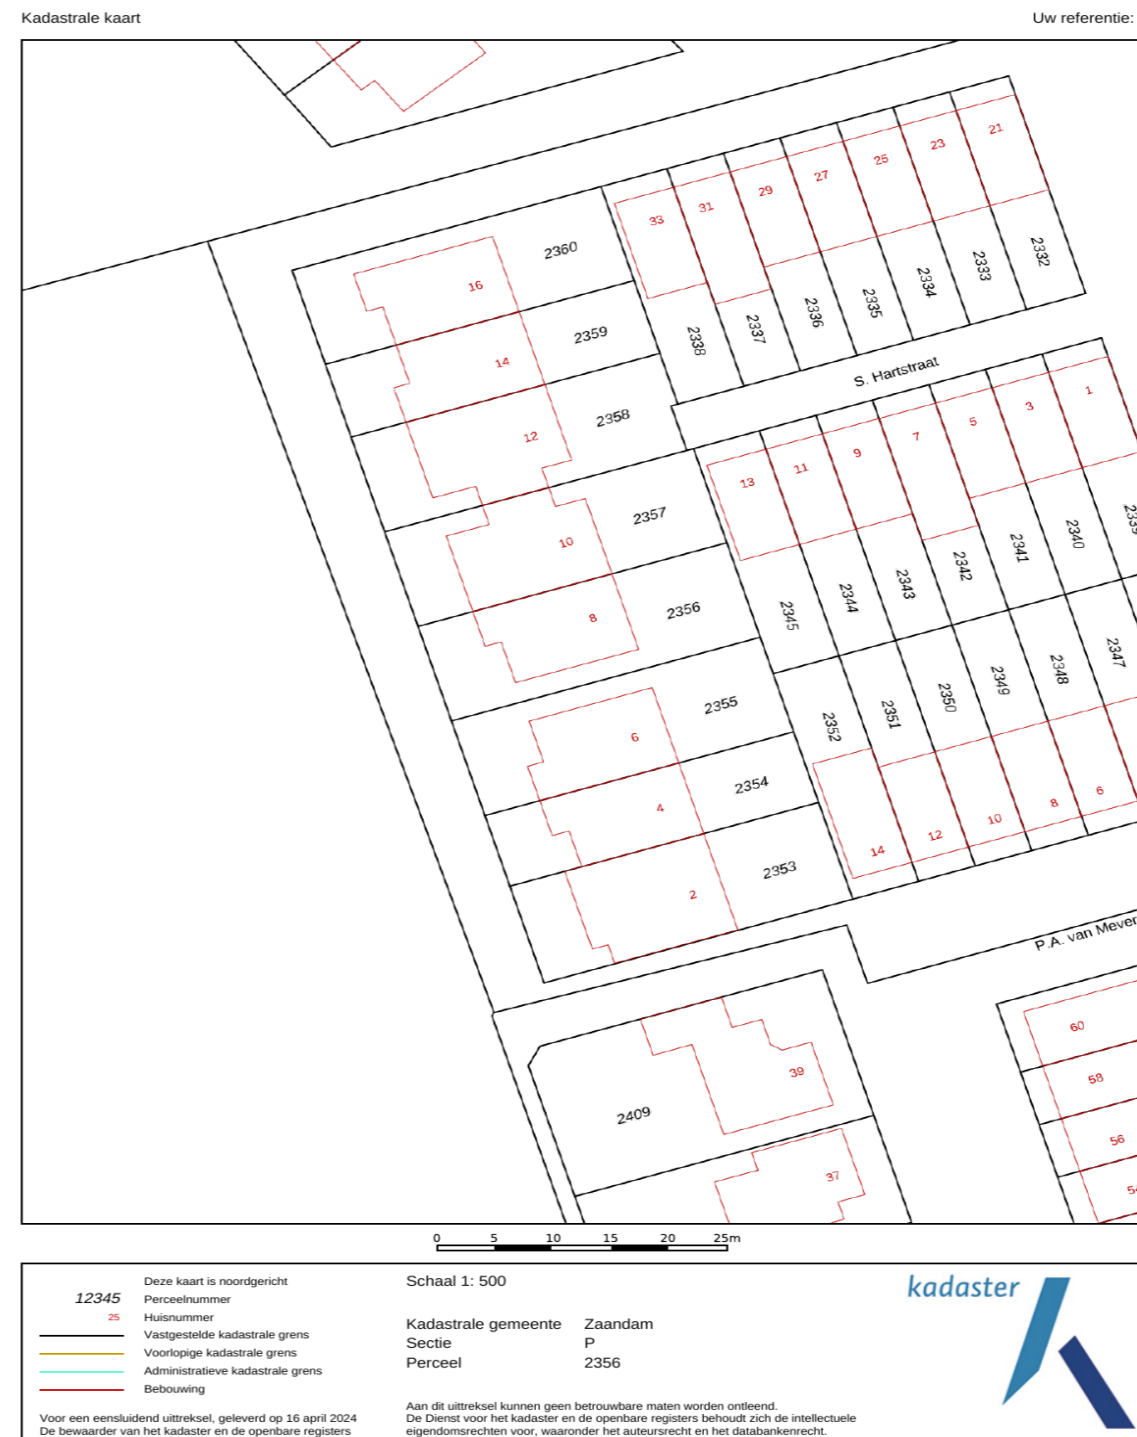 Kadastrale kaart
Uw referentie:
21
23
25
27
29
31
33
2360
16
2332
2333
2334
2335
2336
2337
2338
2359
14
2358
12
S. Hartstraat
1
3
5
7
9
11
13
2357
10
2340
2341
2342
2343
2344
2345
2356
8
2347
2348
2349
2350
2351
2352
2355
6
2354
4
2353
2
6
8
10
12
14
P.A. van Mever
60
58
56
39
2409
37
0 5 10 15 20 25m
Deze kaart is noordgericht
12345 Perceelnummer
25 Huisnummer
Vastgestelde kadastrale grens
Voorlopige kadastrale grens
Administratieve kadastrale grens
Bebouwing
Voor een eensluidend uittreksel, geleverd op 16 april 2024
De bewaarder van het kadaster en de openbare registers
Schaal 1: 500
Kadastrale gemeente Zaandam
Sectie P
Perceel 2356
Aan dit uittreksel kunnen geen betrouwbare maten worden ontleend.
De Dienst voor het kadaster en de openbare registers behoudt zich de intellectuele
eigendomsrechten voor, waaronder het auteursrecht en het databankenrecht.
kadaster